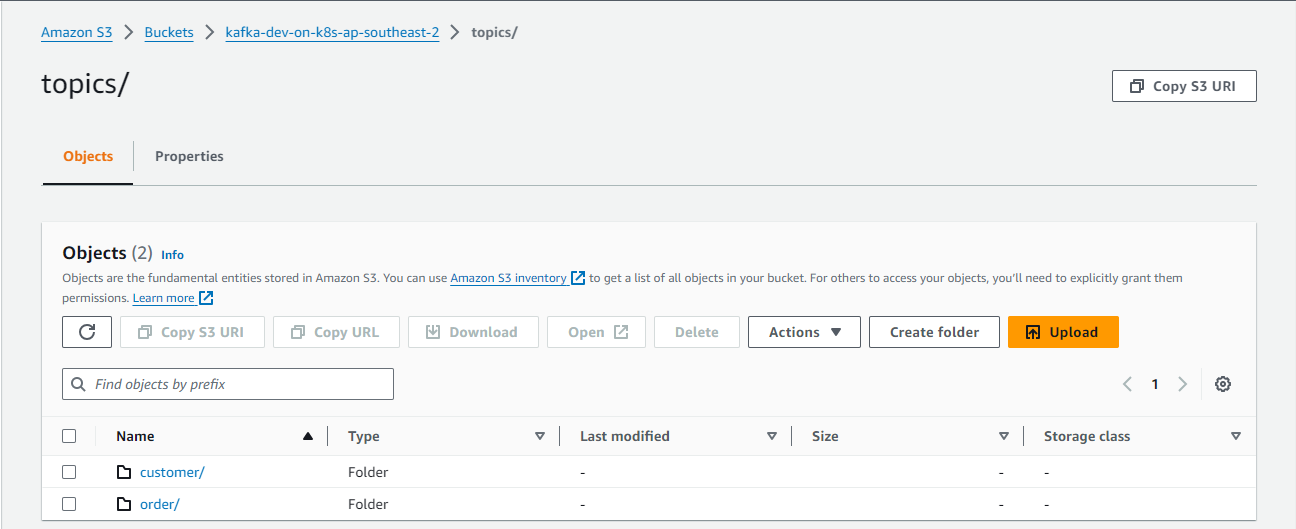 Amazon S3 > Buckets > kafka-dev-on-k8s-ap-southeast-2 > topics/
topics/
Copy S3 URI
Objects Properties
Objects (2) Info
Objects are the fundamental entities stored in Amazon S3. You can use Amazon S3 inventory to get a list of all objects in your bucket. For others to access your objects, you’ll need to explicitly grant them
permissions. Learn more
Copy S3 URI Copy URL Download Open Delete Actions Create folder Upload
Find objects by prefix
1
Name Type Last modified Size Storage class
customer/ Folder - - -
order/ Folder - - -